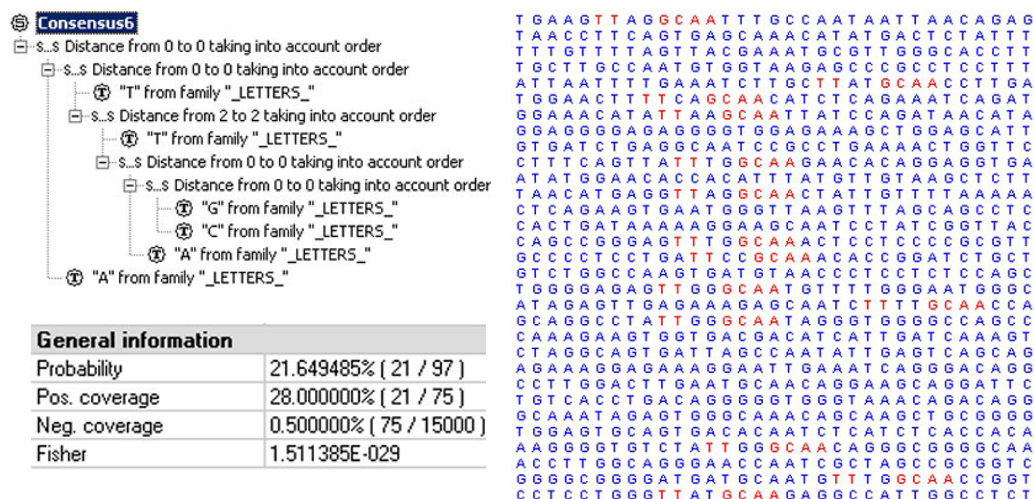 Consensus6
s...s Distance from 0 to 0 taking into account order
s...s Distance from 0 to 0 taking into account order
"T" from family "_LETTERS_"
s...s Distance from 2 to 2 taking into account order
"T" from family "_LETTERS_"
s...s Distance from 0 to 0 taking into account order
s...s Distance from 0 to 0 taking into account order
"G" from family "_LETTERS_"
"C" from family "_LETTERS_"
"A" from family "_LETTERS_"
"A" from family "_LETTERS_"
General information
Probability 21.649485% ( 21 / 97 )
Pos. coverage 28.000000% ( 21 / 75 )
Neg. coverage 0.500000% ( 75 / 15000 )
Fisher 1.511385E-029
TGAAGTTAGGCAATTTGCCAATAATTAACAGAG
TAACCTTCAGTGAGCAAACATATGACTCTATTT
TTTGTTTTAGTTACGAAATGCGTTGGGCACCTT
TGCTTGCCAATGTGGTAAGAGCCCGCCTCCTTT
ATTAATTTTGAAATCTTGCTTATGCAACCTTGA
TGGAACTTTTCAGCAACATCTCAGAAATCAGAT
GGAAACATATTAAGCAATTATCCAGATAACATA
GGAGGGGAGAGGGGTGGAGAAAGCTGGAGCATT
GTGATCTGAGGCAATCCGCCTGAAAACTGGTTC
CTTTCAGTTATTTGGCAAGAACACAGGAGGTGA
ATATGGAACACCACATTTATGTTGTAAGCTCTT
TAACATGAGGTTAGGCAACTATTGTTTTAAAAA
CTCAGAAGTGAATGGGTTAAGTTTAGCAGCCTC
CACTGATAAAAAGGAAGCAATCCTATCGGTTAC
CAGCCGGGAGTTTGGCAAACTCCTCCCCGCGTT
GCCCCTCCTGATTCCGCAAACACCGGATCTGCT
GTCTGGCCAAGTGATGTAACCCTCCTCTCCAGC
TGGGGAGAGTTGGGCAATGTTTTGGGAATGGGC
ATAGAGTTGAGAAAGAGCAATCTTTTGCAACCA
GCAGGCCTATTGGGCAATAGGGTGGGGCCAGCC
CAAAGAAGTGGTGACGACATCATTGATCAAAGT
CTAGGCAGTGATTAGCCAATATTGAGTCAGCAG
AGAAAGGAGAAAGGAATTGAAATCAGGGACAGG
CCTTGGACTTGAATGCAACAGGAAGCAGGATTC
TGTCACCTGACAGGGGGTGGGTAAACAGACAGG
GCAAATAGAGTGGGCAAACAGCAAGCTGCGGGC
TGGAGTGCAGTGACACAATCTCATCTCACCACA
AAGGGGTGTCTATTGGGCAACAGGGCGGGGCAA
ACCTTGGCAGGGAACCAATCGCTAGCCGCGGTC
GGGGCGGGGATGATGCAATGTTTGGCAACCGGT
CCTCCTGGGTTATGCAAGAGGCCATTGGCCTCT